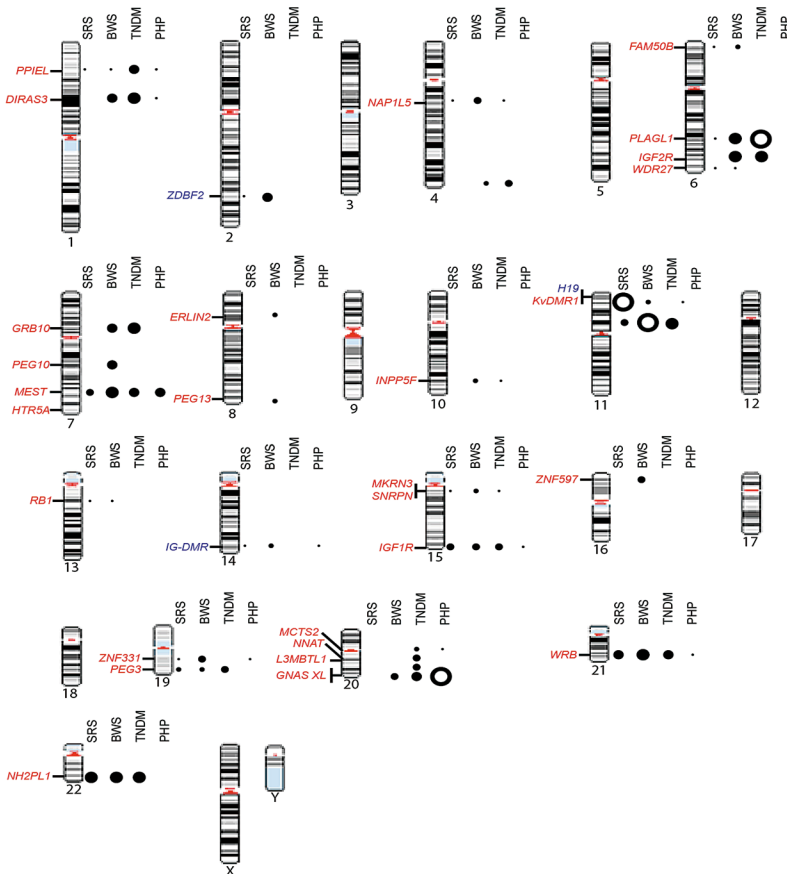 SRS BWS TNDM PHP
SRS BWS TNDM PHP
SRS BWS TNDM PHP
SRS BWS TNDM PHP
PPIEL
DIRAS3
ZDBF2
NAP1L5
FAM50B
PLAGL1
IGF2R
WDR27
1
2
3
4
5
6
SRS BWS TNDM PHP
SRS BWS TNDM PHP
SRS BWS TNDM PHP
SRS BWS TNDM PHP
GRB10
PEG10
MEST
HTR5A
ERLIN2
PEG13
INPP5F
H19
KvDMR1
7
8
9
10
11
12
SRS BWS TNDM PHP
SRS BWS TNDM PHP
SRS BWS TNDM PHP
SRS BWS TNDM PHP
RB1
IG-DMR
MKRN3
SNRPN
IGF1R
ZNF597
13
14
15
16
17
SRS BWS TNDM PHP
SRS BWS TNDM PHP
SRS BWS TNDM PHP
ZNF331
PEG3
MCTS2
NNAT
L3MBTL1
GNAS XL
WRB
18
19
20
21
SRS BWS TNDM PHP
NH2PL1
22
X
Y